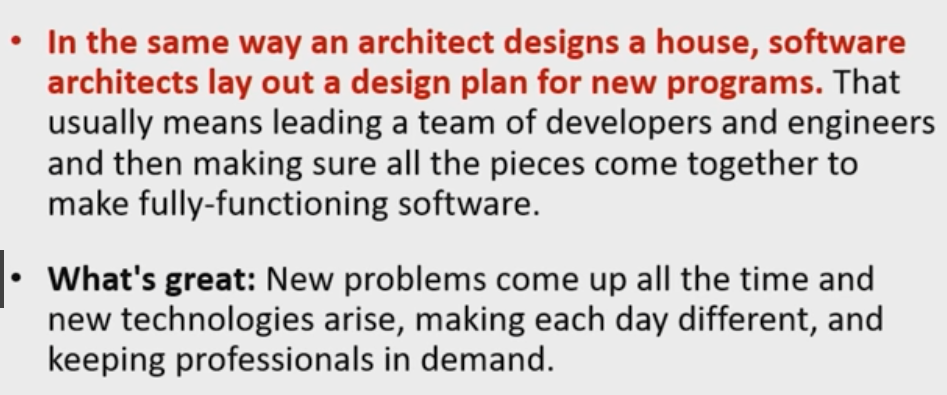 • In the same way an architect designs a house, software
architects lay out a design plan for new programs. That
usually means leading a team of developers and engineers
and then making sure all the pieces come together to
make fully-functioning software.
• What's great: New problems come up all the time and
new technologies arise, making each day different, and
keeping professionals in demand.